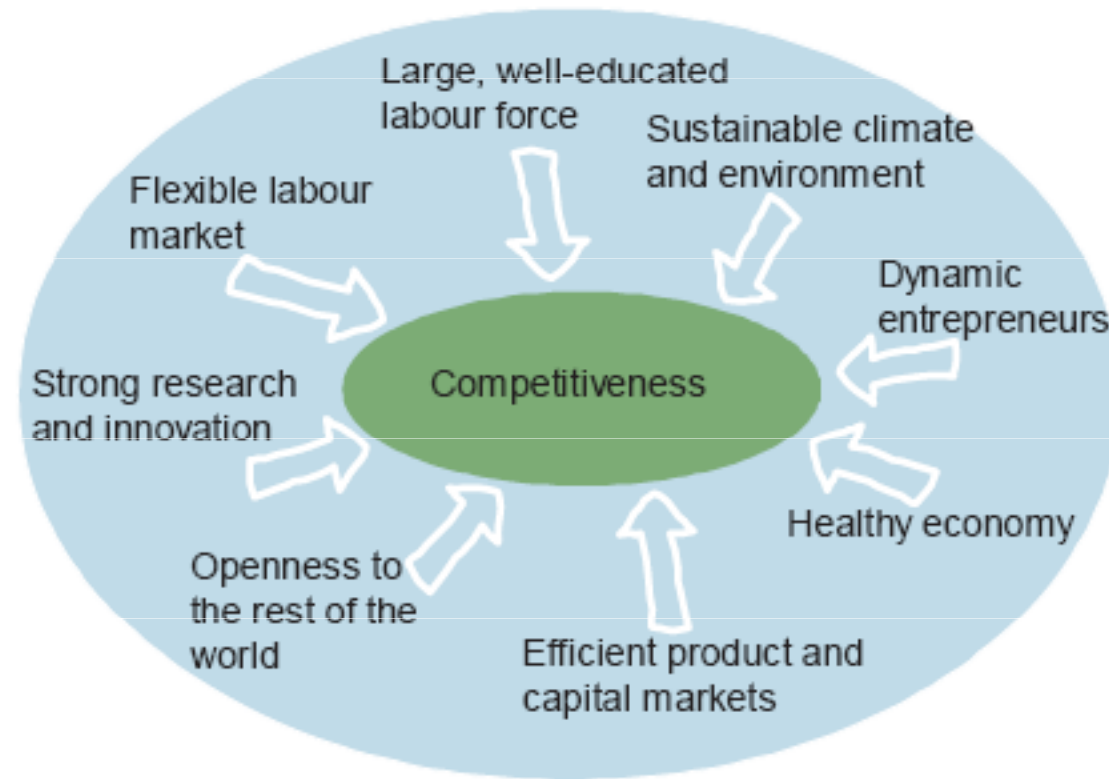 Large, well-educated
labour force
Sustainable climate
and environment
Flexible labour
market
Dynamic
entrepreneurs
Strong research
and innovation
Competitiveness
Healthy economy
Openness to
the rest of the
world
Efficient product and
capital markets